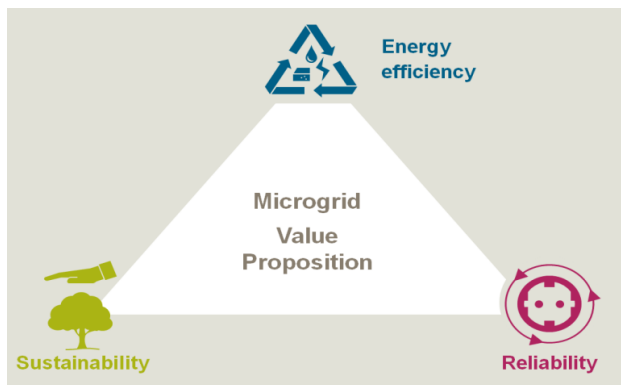 Energy
efficiency
Microgrid
Value
Proposition
Sustainability
Reliability